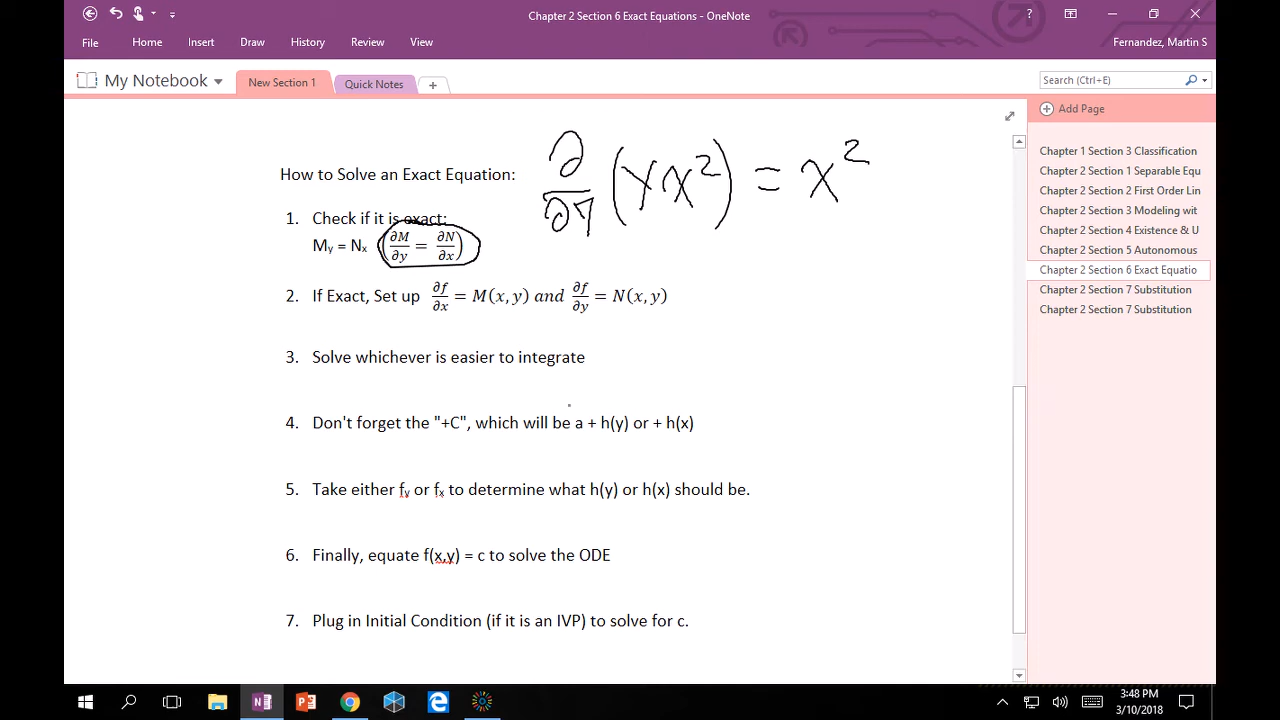 Chapter 2 Section 6 Exact Equations - OneNote
?
File Home Insert Draw History Review View
Fernandez, Martin S
My Notebook New Section 1 Quick Notes +
Search (Ctrl+E)
Add Page
Chapter 1 Section 3 Classification
Chapter 2 Section 1 Separable Equ
Chapter 2 Section 2 First Order Lin
Chapter 2 Section 3 Modeling wit
Chapter 2 Section 4 Existence & U
Chapter 2 Section 5 Autonomous
Chapter 2 Section 6 Exact Equatio
Chapter 2 Section 7 Substitution
Chapter 2 Section 7 Substitution
∂/∂y (yx²) = x²
How to Solve an Exact Equation:
1. Check if it is exact:
My = Nx (∂M/∂y = ∂N/∂x)
2. If Exact, Set up ∂f/∂x = M(x, y) and ∂f/∂y = N(x, y)
3. Solve whichever is easier to integrate
4. Don't forget the "+C", which will be a + h(y) or + h(x)
5. Take either fy or fx to determine what h(y) or h(x) should be.
6. Finally, equate f(x,y) = c to solve the ODE
7. Plug in Initial Condition (if it is an IVP) to solve for c.
3:48 PM
3/10/2018